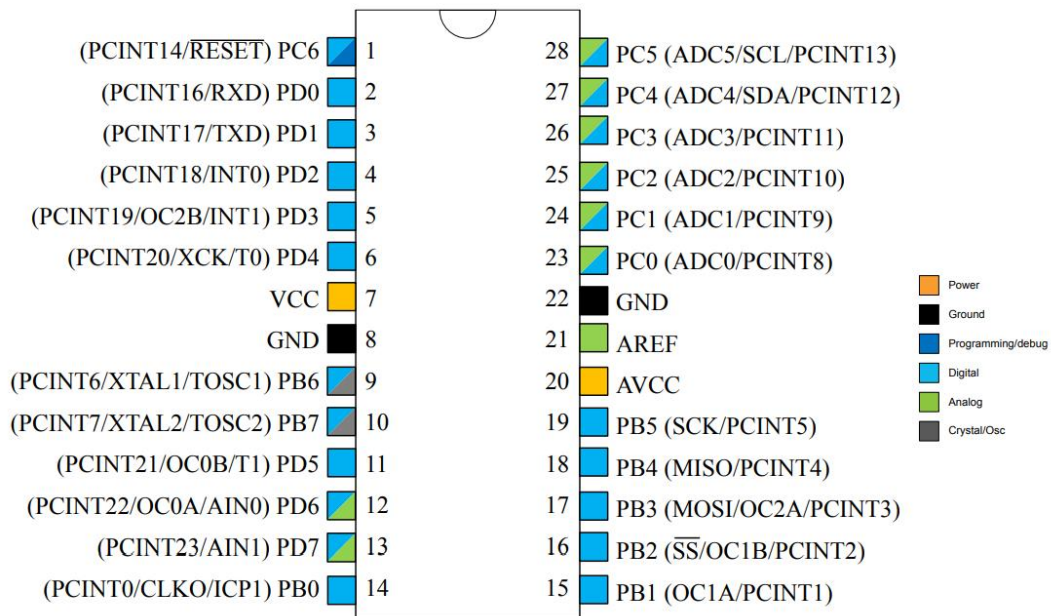 (PCINT14/RESET) PC6 1
(PCINT16/RXD) PD0 2
(PCINT17/TXD) PD1 3
(PCINT18/INT0) PD2 4
(PCINT19/OC2B/INT1) PD3 5
(PCINT20/XCK/T0) PD4 6
VCC 7
GND 8
(PCINT6/XTAL1/TOSC1) PB6 9
(PCINT7/XTAL2/TOSC2) PB7 10
(PCINT21/OC0B/T1) PD5 11
(PCINT22/OC0A/AIN0) PD6 12
(PCINT23/AIN1) PD7 13
(PCINT0/CLKO/ICP1) PB0 14
28 PC5 (ADC5/SCL/PCINT13)
27 PC4 (ADC4/SDA/PCINT12)
26 PC3 (ADC3/PCINT11)
25 PC2 (ADC2/PCINT10)
24 PC1 (ADC1/PCINT9)
23 PC0 (ADC0/PCINT8)
22 GND
21 AREF
20 AVCC
19 PB5 (SCK/PCINT5)
18 PB4 (MISO/PCINT4)
17 PB3 (MOSI/OC2A/PCINT3)
16 PB2 (SS/OC1B/PCINT2)
15 PB1 (OC1A/PCINT1)
Power
Ground
Programming/debug
Digital
Analog
Crystal/Osc